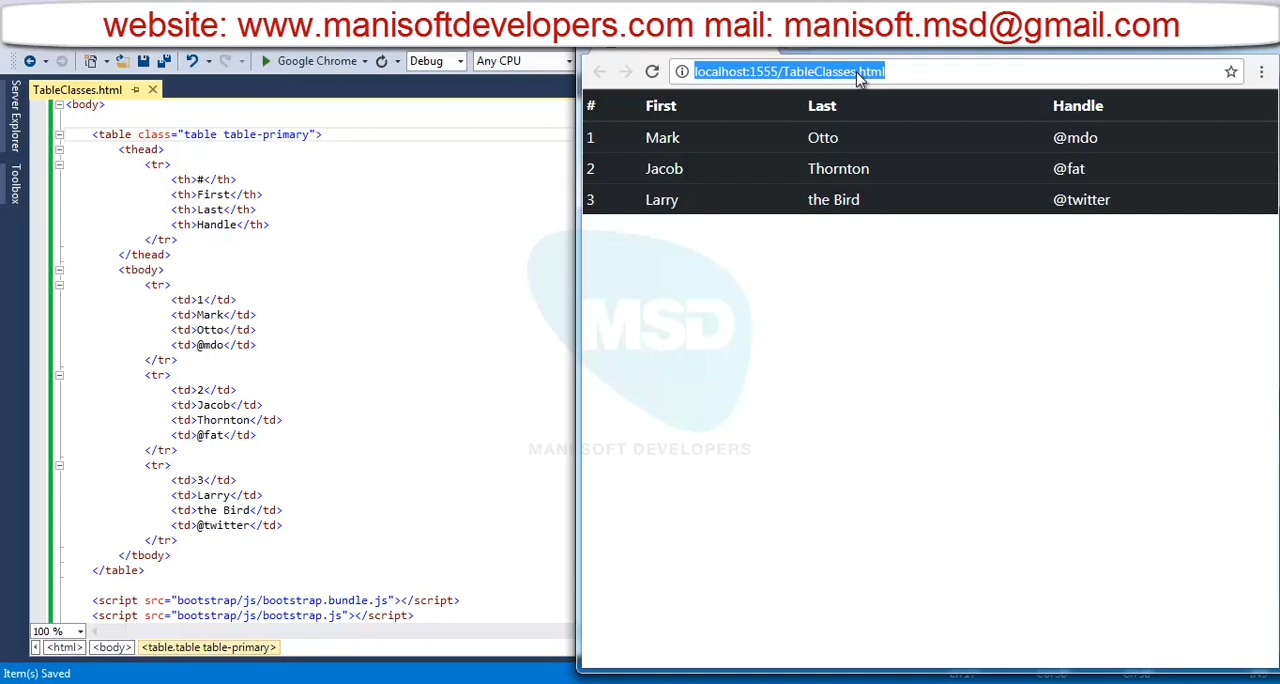 website: www.manisoftdevelopers.com mail: manisoft.msd@gmail.com
Google Chrome
Debug
Any CPU
TableClasses.html
localhost:1555/TableClasses.html
Server Explorer
Toolbox
<body>
<table class="table table-primary">
<thead>
<tr>
<th>#</th>
<th>First</th>
<th>Last</th>
<th>Handle</th>
</tr>
</thead>
<tbody>
<tr>
<td>1</td>
<td>Mark</td>
<td>Otto</td>
<td>@mdo</td>
</tr>
<tr>
<td>2</td>
<td>Jacob</td>
<td>Thornton</td>
<td>@fat</td>
</tr>
<tr>
<td>3</td>
<td>Larry</td>
<td>the Bird</td>
<td>@twitter</td>
</tr>
</tbody>
</table>
<script src="bootstrap/js/bootstrap.bundle.js"></script>
<script src="bootstrap/js/bootstrap.js"></script>
100 %
<html> <body> <table.table table-primary>
Item(s) Saved
# First Last Handle
1 Mark Otto @mdo
2 Jacob Thornton @fat
3 Larry the Bird @twitter
MSD
MANISOFT DEVELOPERS